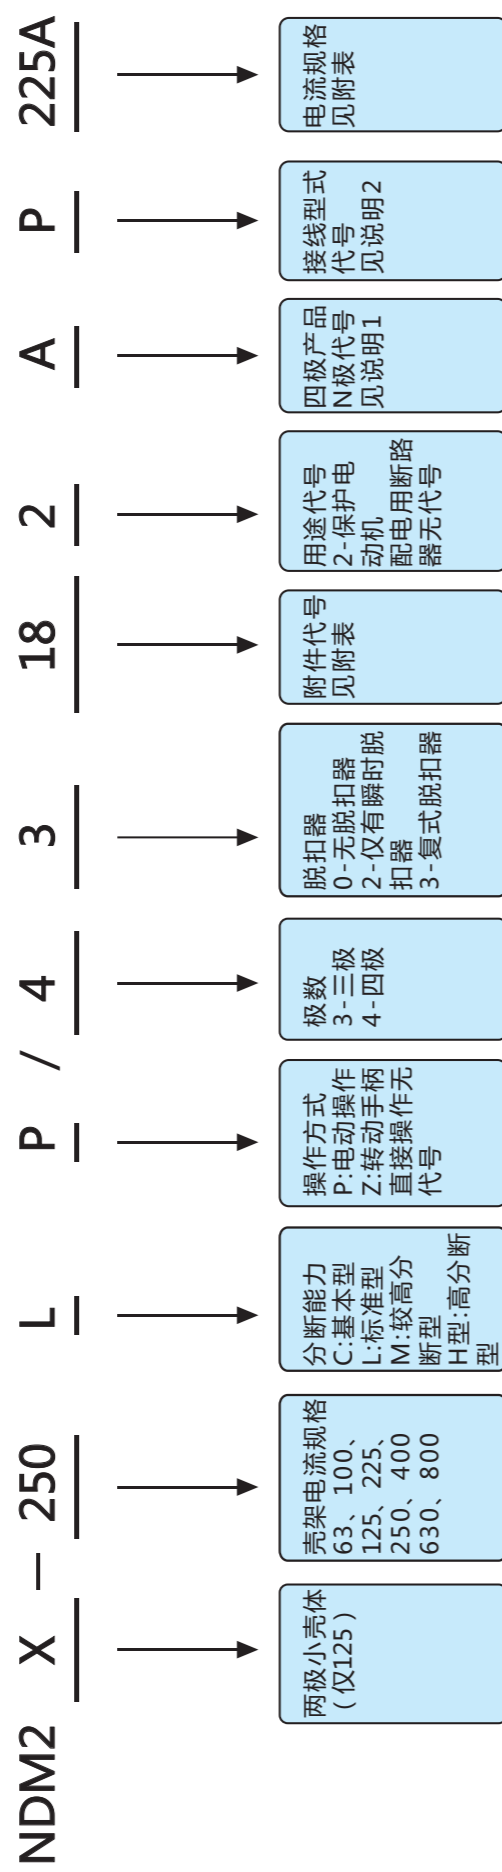 NDM2 X — 250 L P / 4 3 18 2 A P 225A
两极小壳体
（仅125）
壳架电流规格
63、100、
125、225、
250、400
630、800
分断能力
C:基本型
L:标准型
M:较高分
断型
H型:高分断
型
操作方式
P:电动操作
Z:转动手柄
直接操作无
代号
极数
3-三极
4-四极
脱扣器
0-无脱扣器
2-仅有瞬时脱
扣器
3-复式脱扣器
附件代号
见附表
用途代号
2-保护电
动机
配电用断路
器无代号
四极产品
N极代号
见说明1
接线型式
代号
见说明2
电流规格
见附表